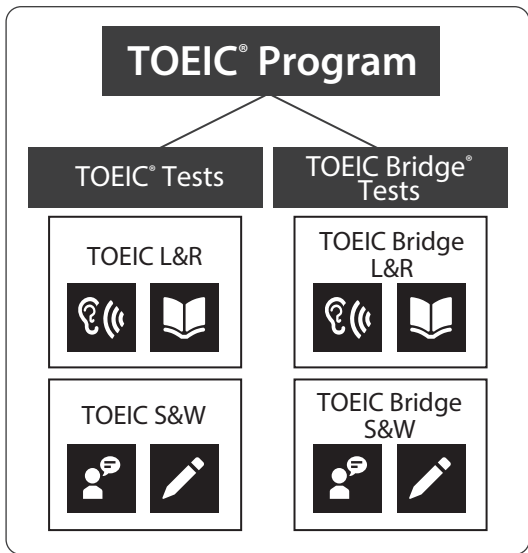 TOEIC® Program
TOEIC® Tests
TOEIC Bridge®
Tests
TOEIC L&R
TOEIC Bridge
L&R
TOEIC S&W
TOEIC Bridge
S&W